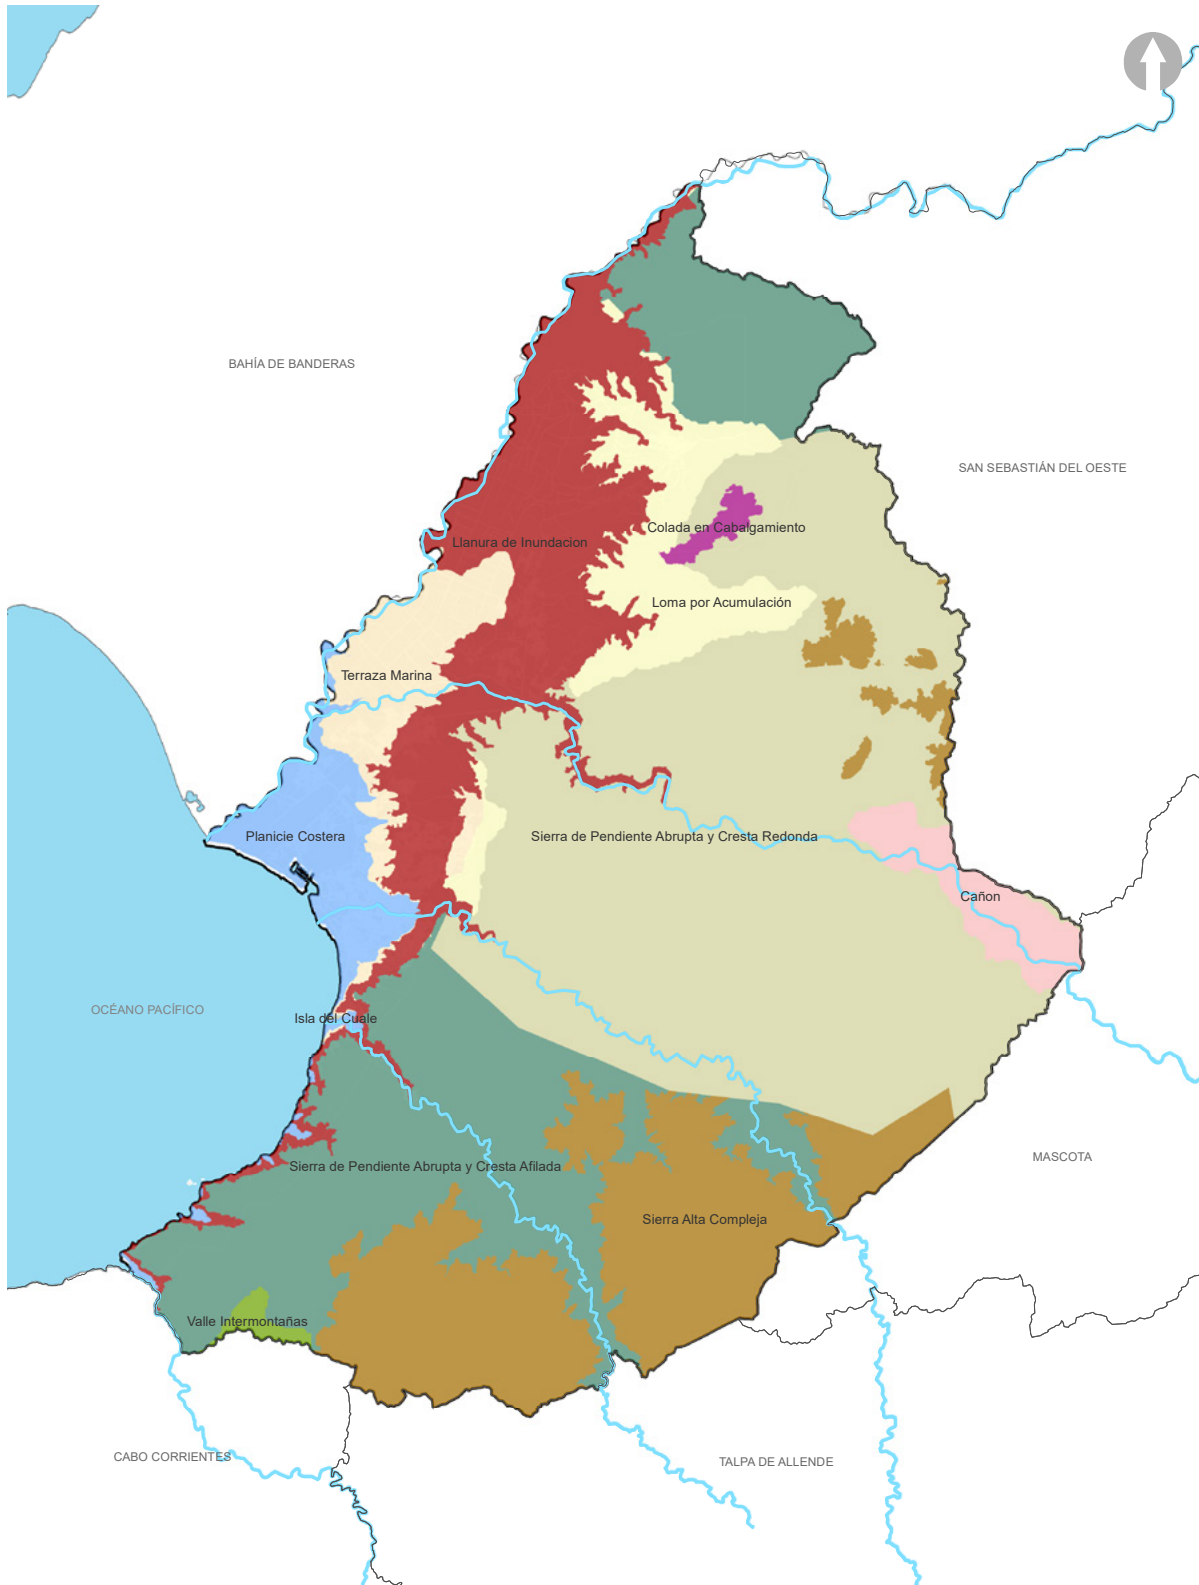 BAHÍA DE BANDERAS
SAN SEBASTIÁN DEL OESTE
Colada en Cabalgamiento
Llanura de Inundacion
Loma por Acumulación
Terraza Marina
Planicie Costera
Sierra de Pendiente Abrupta y Cresta Redonda
Cañon
OCÉANO PACÍFICO
Isla del Cuale
MASCOTA
Sierra de Pendiente Abrupta y Cresta Afilada
Sierra Alta Compleja
Valle Intermontañas
CABO CORRIENTES
TALPA DE ALLENDE